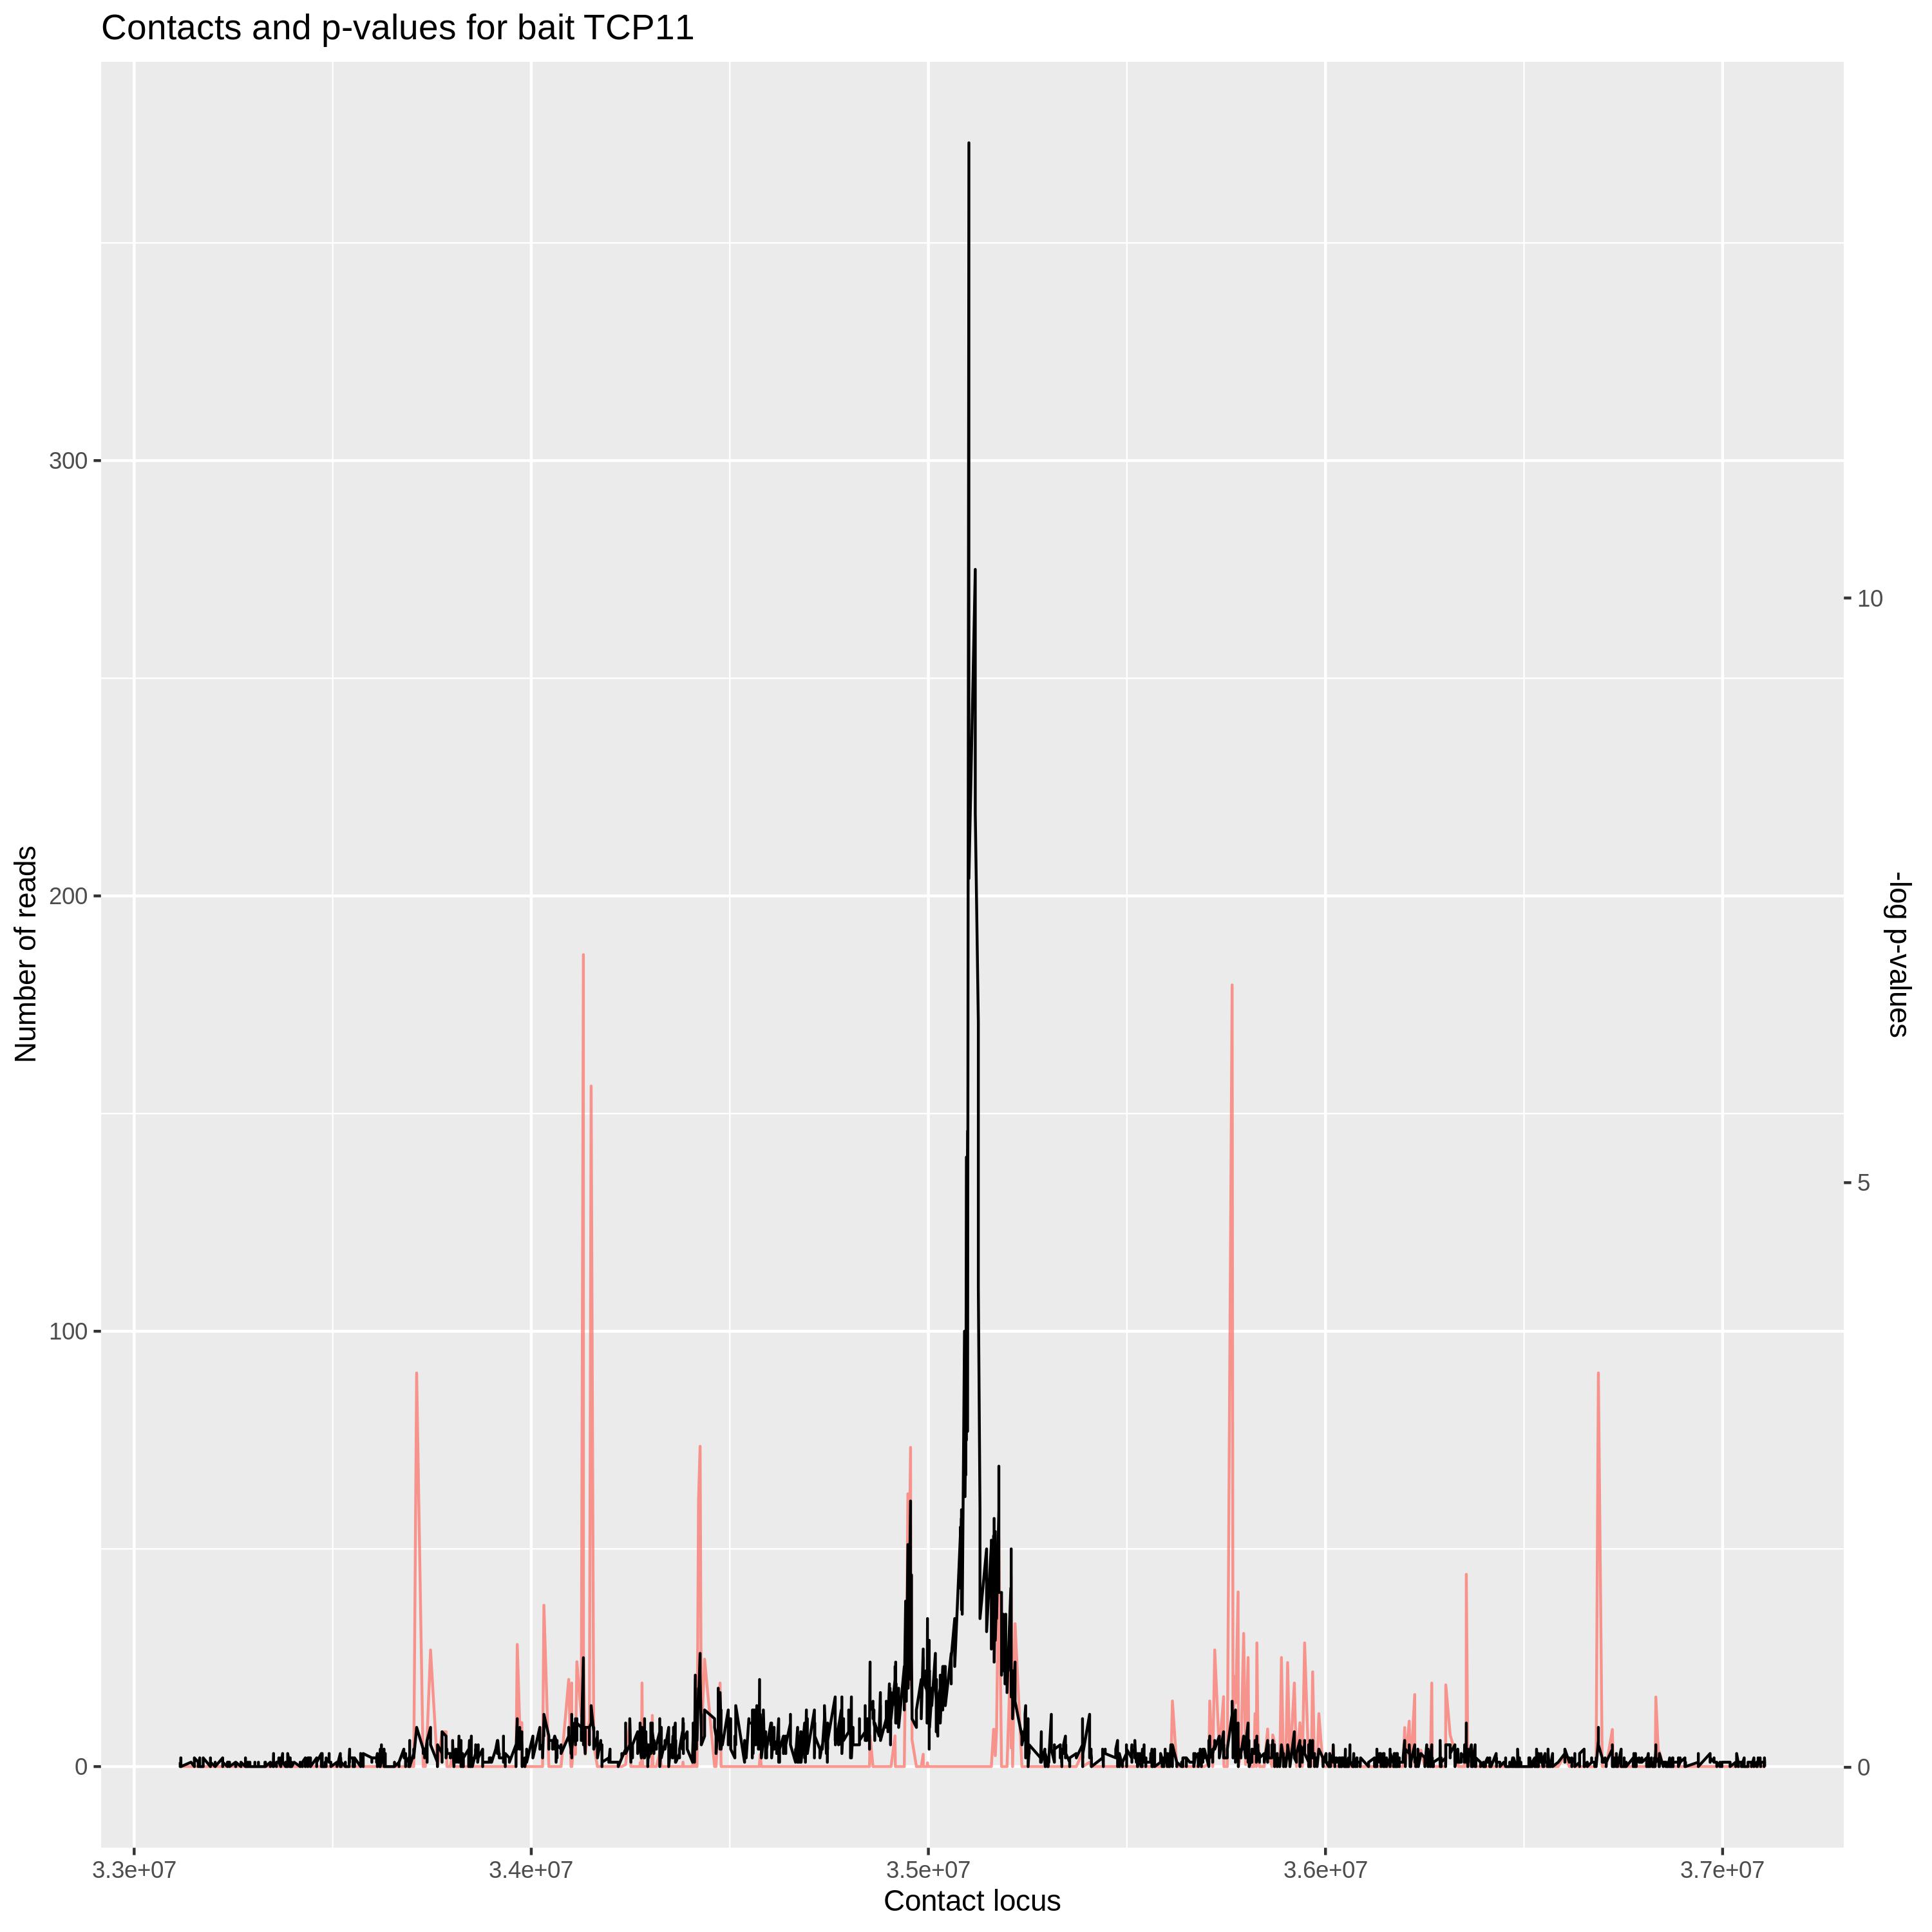 Contacts and p-values for bait TCP11
Number of reads
300
200
100
0
10
5
0
-log p-values
3.3e+07 3.4e+07 3.5e+07 3.6e+07 3.7e+07
Contact locus